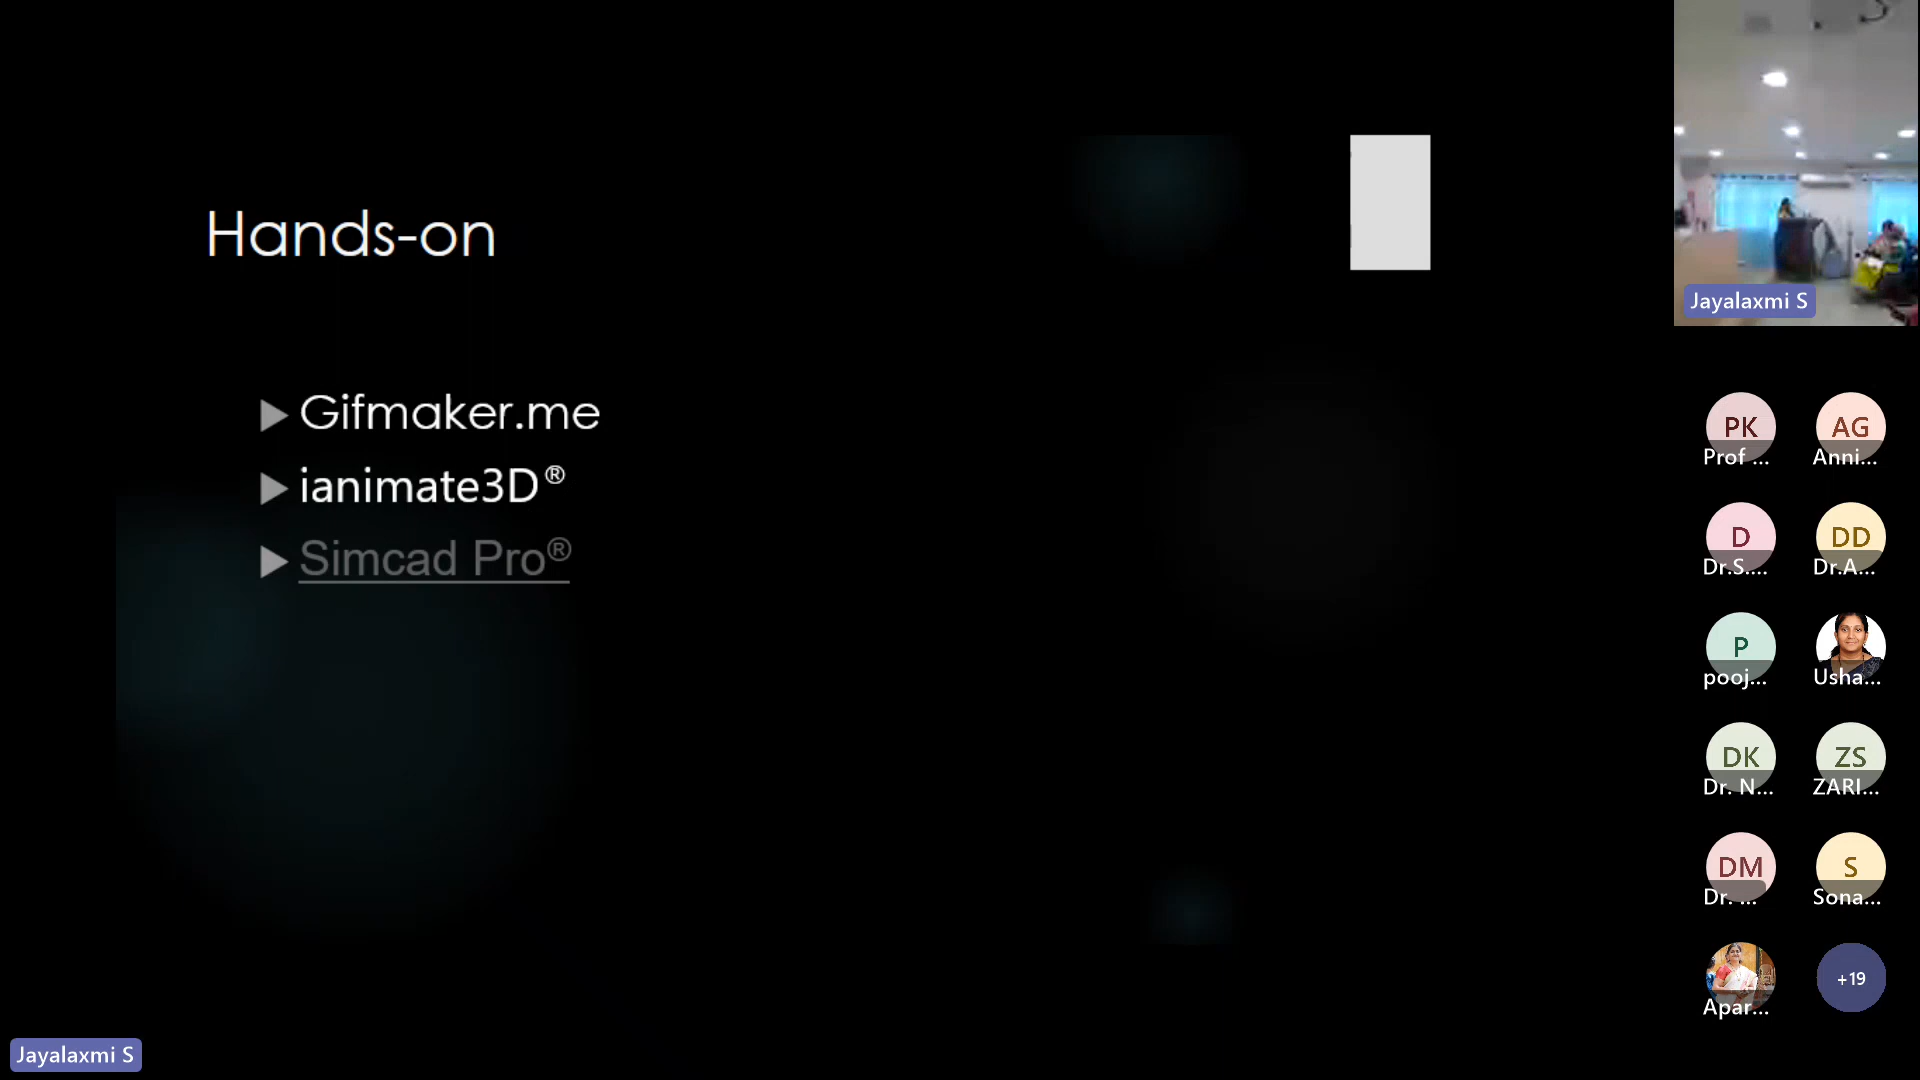 Hands-on
Gifmaker.me
ianimate3D®
Simcad Pro®
Jayalaxmi S
PK
Prof ...
AG
Anni...
D
Dr.S....
DD
Dr.A...
P
pooj...
Usha...
DK
Dr. N...
ZS
ZARI...
DM
Dr. ...
S
Sona...
Apar...
+19
Jayalaxmi S